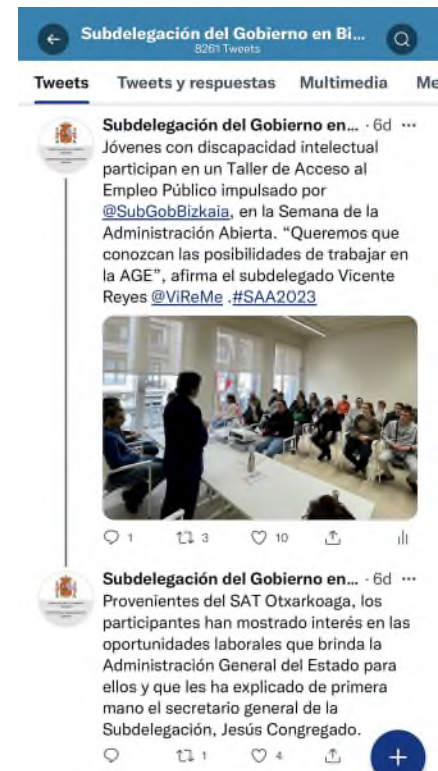 Subdelegación del Gobierno en Bi...
8261 Tweets
Tweets Tweets y respuestas Multimedia Me
Subdelegación del Gobierno en... · 6d ···
Jóvenes con discapacidad intelectual
participan en un Taller de Acceso al
Empleo Público impulsado por
@SubGobBizkaia, en la Semana de la
Administración Abierta. “Queremos que
conozcan las posibilidades de trabajar en
la AGE”, afirma el subdelegado Vicente
Reyes @ViReMe .#SAA2023
1 3 10
Subdelegación del Gobierno en... · 6d ···
Provenientes del SAT Otxarkoaga, los
participantes han mostrado interés en las
oportunidades laborales que brinda la
Administración General del Estado para
ellos y que les ha explicado de primera
mano el secretario general de la
Subdelegación, Jesús Congregado.
1 4